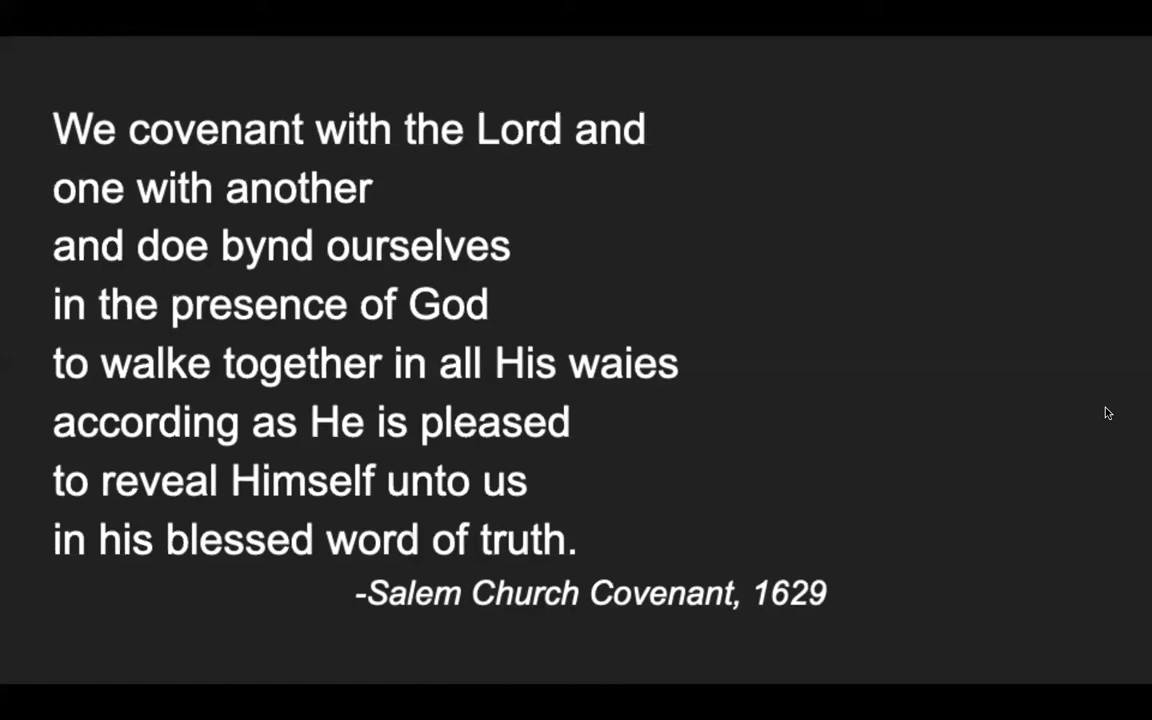 We covenant with the Lord and
one with another
and doe bynd ourselves
in the presence of God
to walke together in all His waies
according as He is pleased
to reveal Himself unto us
in his blessed word of truth.
-Salem Church Covenant, 1629